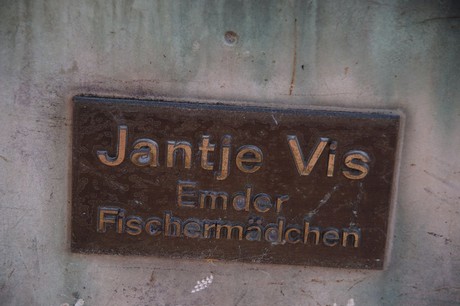 Jantje Vis
Emder
Fischermädchen